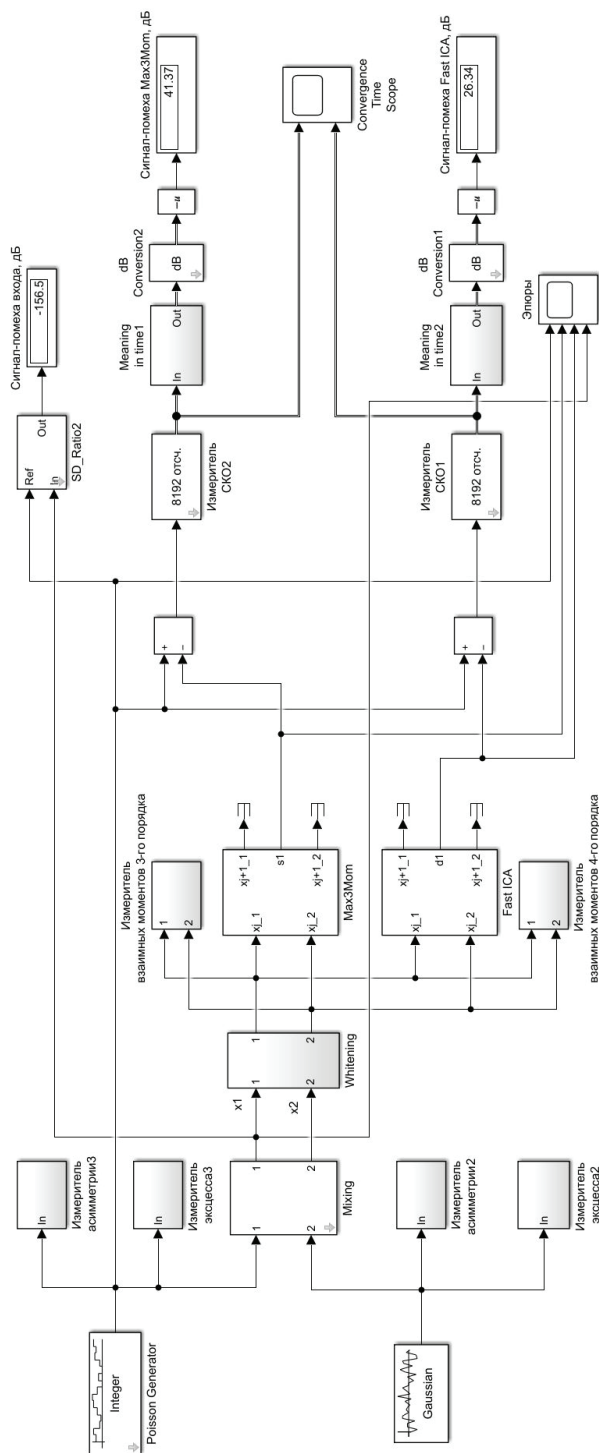 Integer
Poisson Generator
Gaussian
In
Измеритель
асимметрии3
In
Измеритель
эксцесса3
1
2
1
2
Mixing
In
Измеритель
асимметрии2
In
Измеритель
эксцесса2
x1
x2
1
2
1
2
Whitening
Измеритель
взаимных моментов 3-го порядка
1
2
xj_1
xj_2
xj+1_1
s1
xj+1_2
Max3Mom
xj_1
xj_2
xj+1_1
d1
xj+1_2
Fast ICA
1
2
Измеритель
взаимных моментов 4-го порядка
+
−
+
−
Ref
In
Out
SD_Ratio2
Сигнал-помеха входа, дБ
-156.5
8192 отсч.
Измеритель
СКО2
Meaning
in time1
In
Out
dB
Conversion2
dB
-u
Сигнал-помеха Max3Mom, дБ
41.37
Convergence
Time
Scope
8192 отсч.
Измеритель
СКО1
Meaning
in time2
In
Out
dB
Conversion1
dB
-u
Сигнал-помеха Fast ICA, дБ
26.34
Эпюры